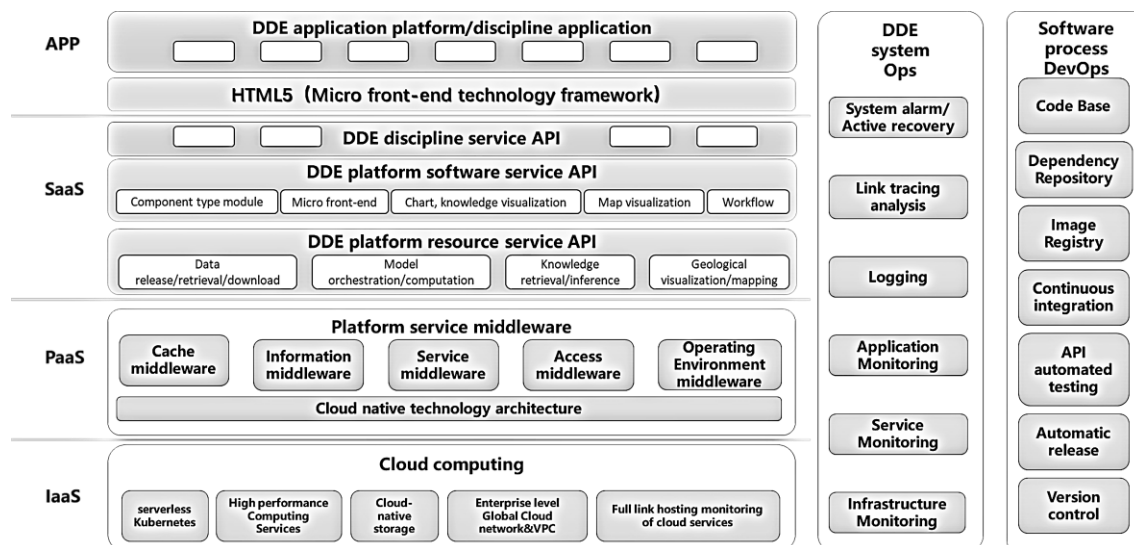 APP
DDE application platform/discipline application
HTML5（Micro front-end technology framework）
SaaS
DDE discipline service API
DDE platform software service API
Component type module
Micro front-end
Chart, knowledge visualization
Map visualization
Workflow
DDE platform resource service API
Data
release/retrieval/download
Model
orchestration/computation
Knowledge
retrieval/inference
Geological
visualization/mapping
PaaS
Platform service middleware
Cache
middleware
Information
middleware
Service
middleware
Access
middleware
Operating
Environment
middleware
Cloud native technology architecture
IaaS
Cloud computing
serverless
Kubernetes
High performance
Computing
Services
Cloud-
native
storage
Enterprise level
Global Cloud
network&VPC
Full link hosting monitoring
of cloud services
DDE
system
Ops
System alarm/
Active recovery
Link tracing
analysis
Logging
Application
Monitoring
Service
Monitoring
Infrastructure
Monitoring
Software
process
DevOps
Code Base
Dependency
Repository
Image
Registry
Continuous
integration
API
automated
testing
Automatic
release
Version
control